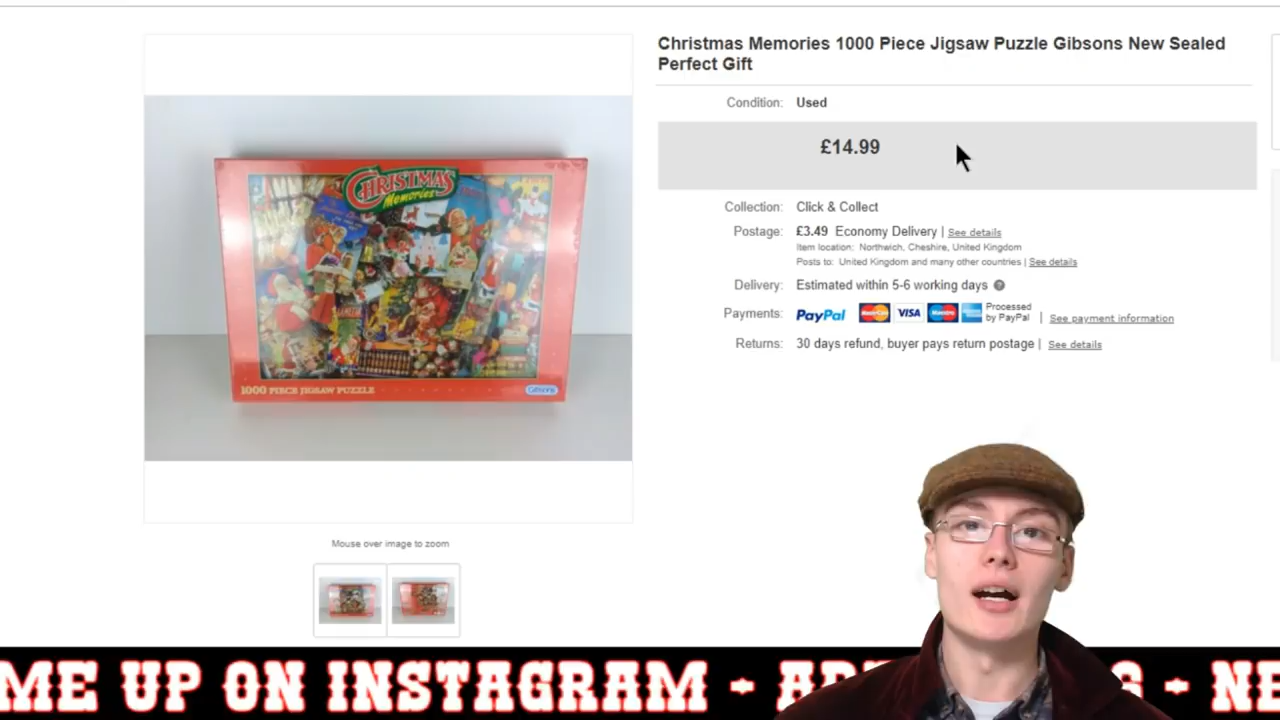 Christmas Memories 1000 Piece Jigsaw Puzzle Gibsons New Sealed
Perfect Gift
Condition: Used
£14.99
Collection: Click & Collect
Postage: £3.49 Economy Delivery | See details
Item location: Northwich, Cheshire, United Kingdom
Posts to: United Kingdom and many other countries | See details
Delivery: Estimated within 5-6 working days
Payments: PayPal MasterCard VISA Maestro Processed by PayPal | See payment information
Returns: 30 days refund, buyer pays return postage | See details
CHRISTMAS
Memories
1000 PIECE JIGSAW PUZZLE
Gibsons
Mouse over image to zoom
ME UP ON INSTAGRAM - G - NE